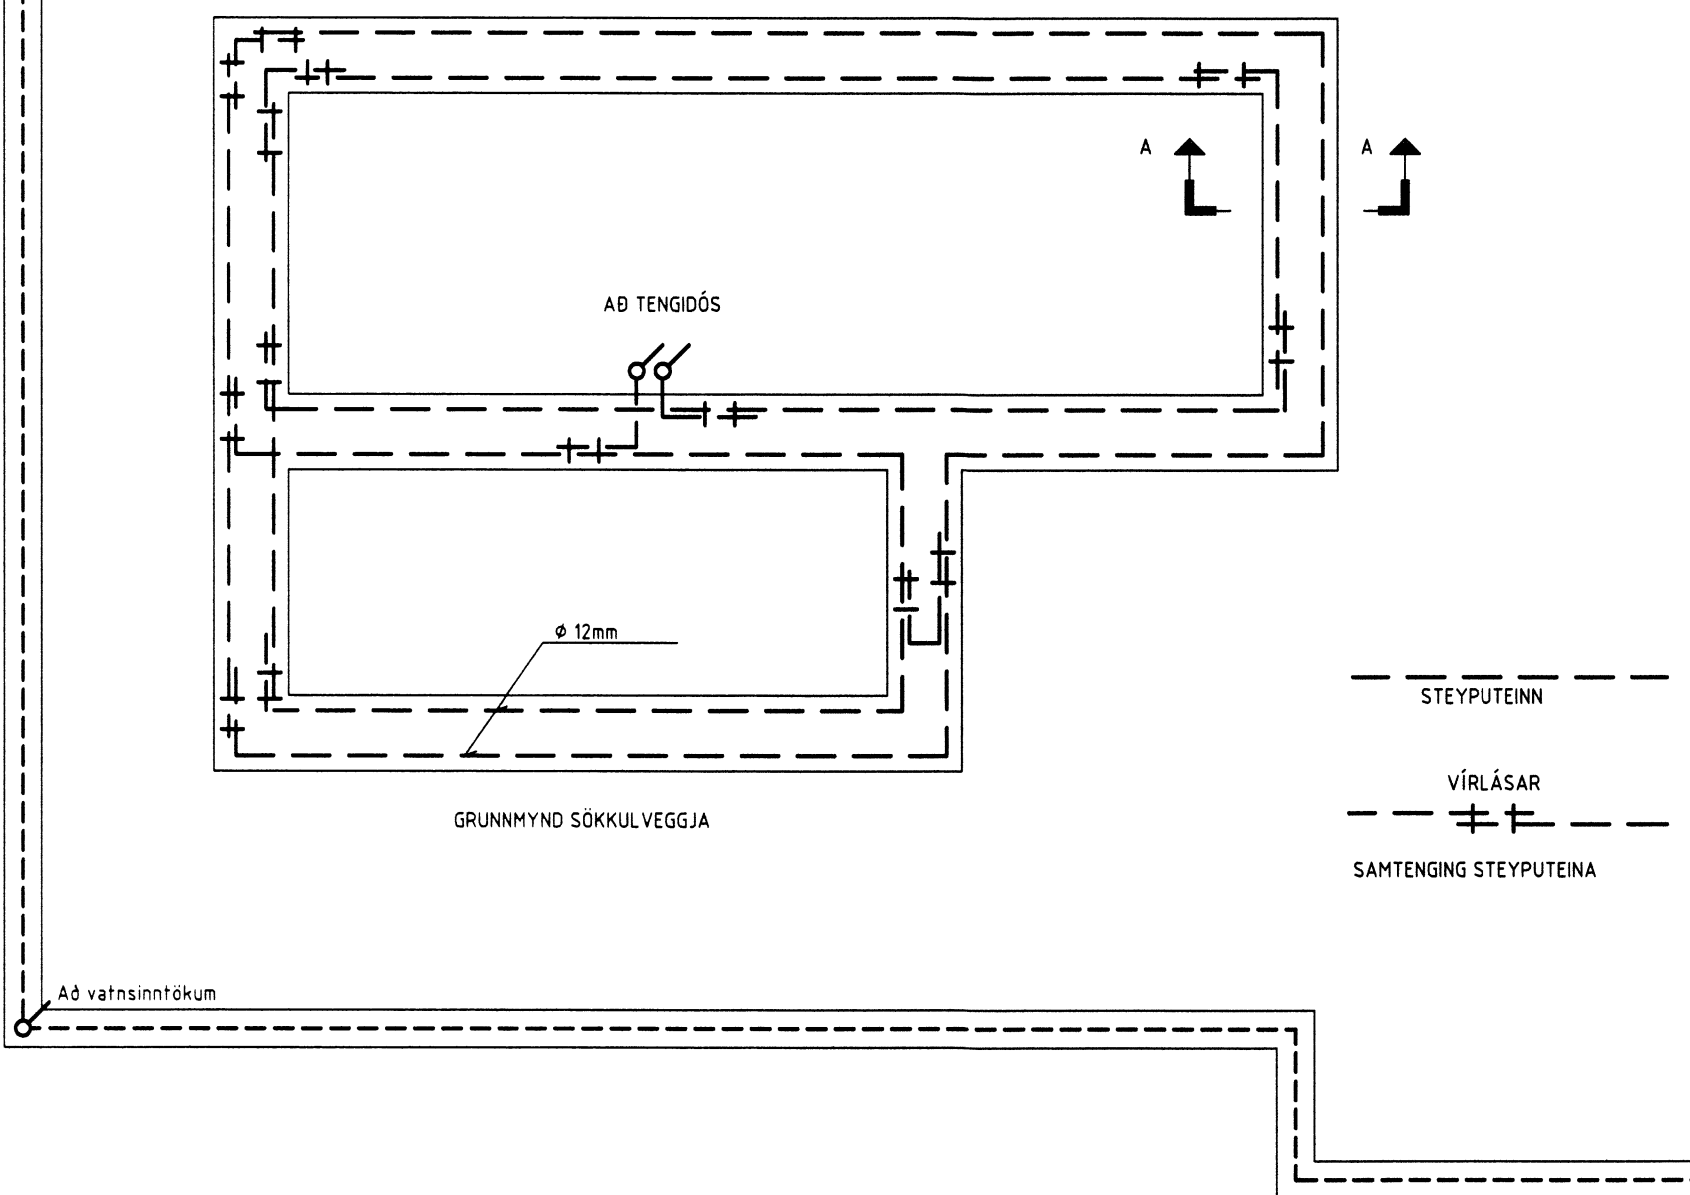 A
A
AÐ TENGIDÓS
ϕ 12mm
STEYPUTEINN
VÍRLÁSAR
GRUNNMYND SÖKKULVEGGJA
SAMTENGING STEYPUTEINA
Að vatnsinntökum